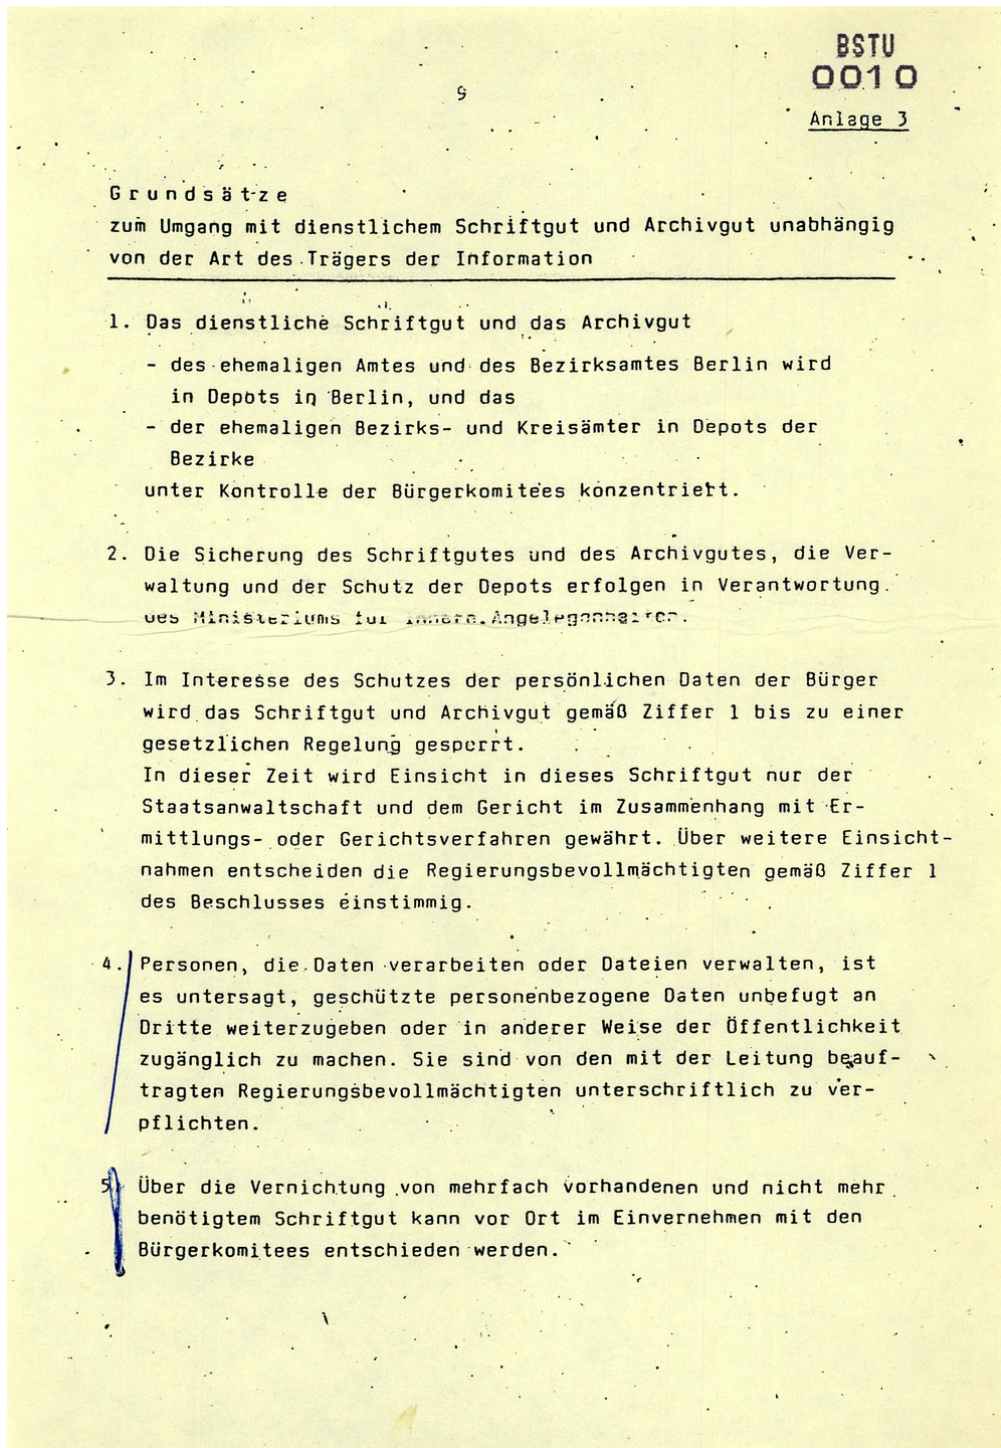 BSTU
0010
9
Anlage 3
Grundsätze
zum Umgang mit dienstlichem Schriftgut und Archivgut unabhängig
von der Art des Trägers der Information
1. Das dienstliche Schriftgut und das Archivgut
- des ehemaligen Amtes und des Bezirksamtes Berlin wird
in Depots in Berlin, und das
- der ehemaligen Bezirks- und Kreisämter in Depots der
Bezirke
unter Kontrolle der Bürgerkomitees konzentriert.
2. Die Sicherung des Schriftgutes und des Archivgutes, die Ver-
waltung und der Schutz der Depots erfolgen in Verantwortung
des Ministeriums für Innere Angelegenheiten.
3. Im Interesse des Schutzes der persönlichen Daten der Bürger
wird das Schriftgut und Archivgut gemäß Ziffer 1 bis zu einer
gesetzlichen Regelung gesperrt.
In dieser Zeit wird Einsicht in dieses Schriftgut nur der
Staatsanwaltschaft und dem Gericht im Zusammenhang mit Er-
mittlungs- oder Gerichtsverfahren gewährt. Über weitere Einsicht-
nahmen entscheiden die Regierungsbevollmächtigten gemäß Ziffer 1
des Beschlusses einstimmig.
4. Personen, die Daten verarbeiten oder Dateien verwalten, ist
es untersagt, geschützte personenbezogene Daten unbefugt an
Dritte weiterzugeben oder in anderer Weise der Öffentlichkeit
zugänglich zu machen. Sie sind von den mit der Leitung beauf-
tragten Regierungsbevollmächtigten unterschriftlich zu ver-
pflichten.
5. Über die Vernichtung von mehrfach vorhandenen und nicht mehr
benötigtem Schriftgut kann vor Ort im Einvernehmen mit den
Bürgerkomitees entschieden werden.